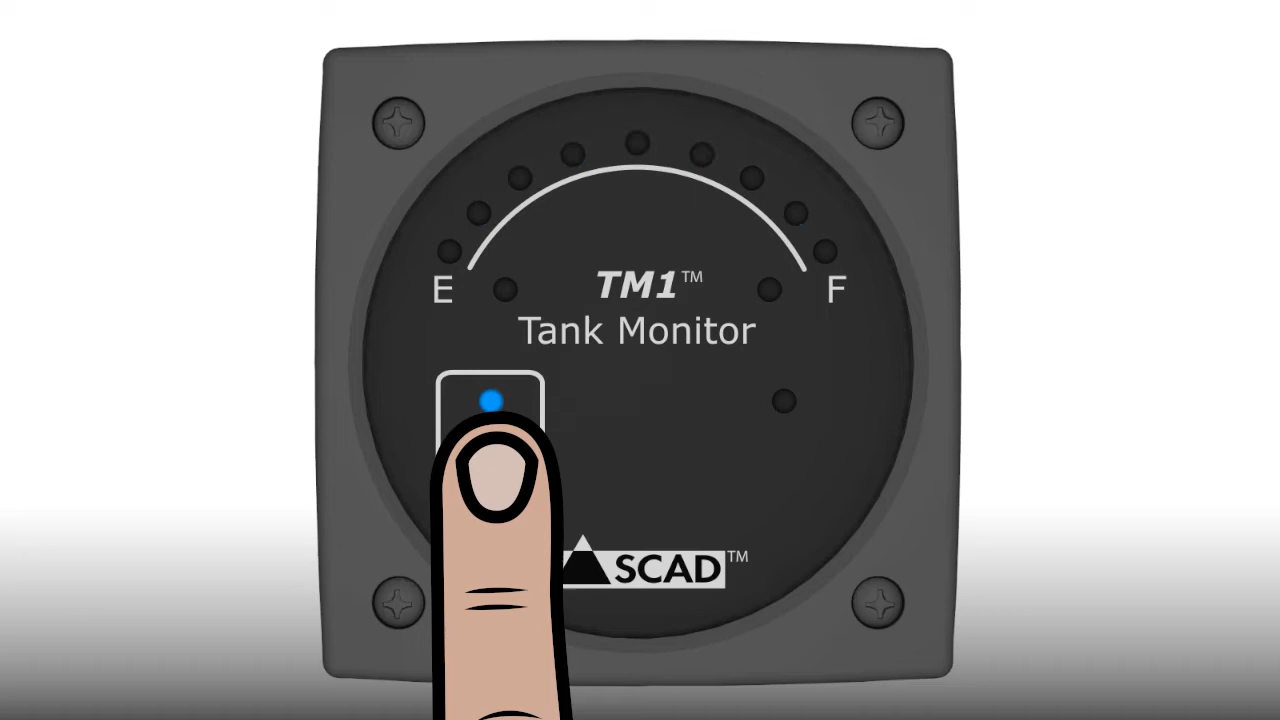 E
F
TM1™
Tank Monitor
SCAD™